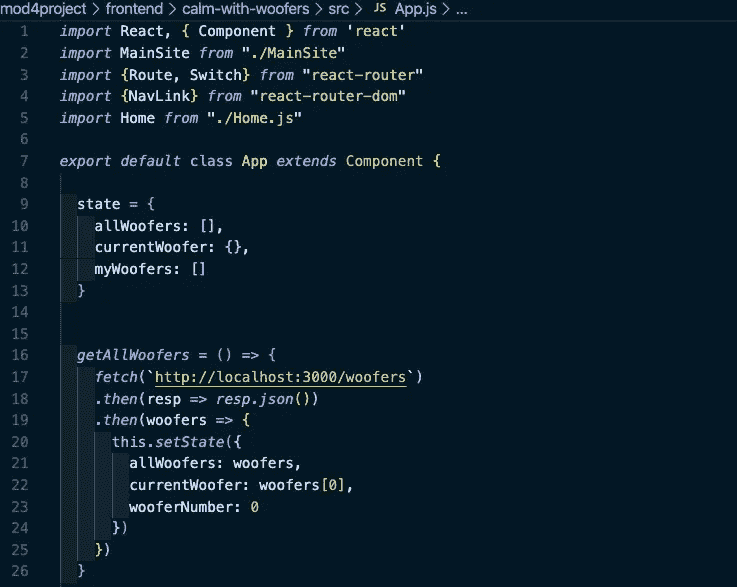 mod4project > frontend > calm-with-woofers > src > JS App.js > ...
1 import React, { Component } from 'react'
2 import MainSite from "./MainSite"
3 import {Route, Switch} from "react-router"
4 import {NavLink} from "react-router-dom"
5 import Home from "./Home.js"
6
7 export default class App extends Component {
8
9 state = {
10 allWoofers: [],
11 currentWoofer: {},
12 myWoofers: []
13 }
14
15
16 getAllWoofers = () => {
17 fetch(`http://localhost:3000/woofers`)
18 .then(resp => resp.json())
19 .then(woofers => {
20 this.setState({
21 allWoofers: woofers,
22 currentWoofer: woofers[0],
23 wooferNumber: 0
24 })
25 })
26 }